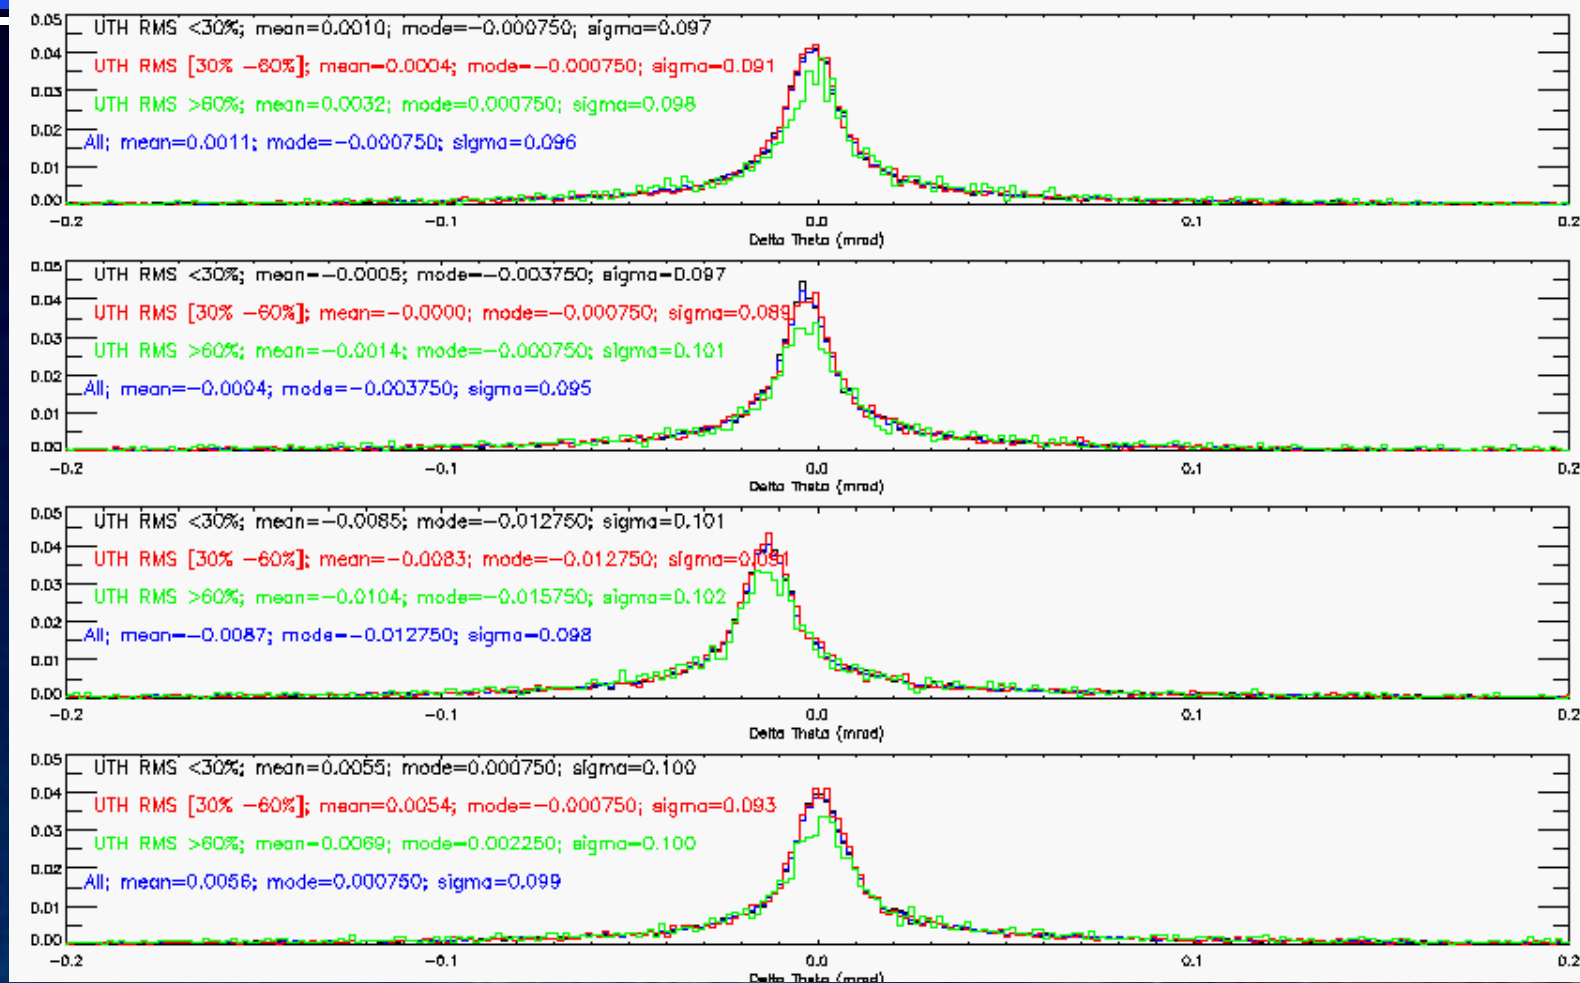 0.05
UTH RMS <30%; mean=0.0010; mode=-0.000750; sigma=0.097
0.04
UTH RMS [30% -60%]; mean=0.0004; mode=-0.000750; sigma=0.091
0.03
UTH RMS >60%; mean=0.0032; mode=0.000750; sigma=0.098
0.02
All; mean=0.0011; mode=-0.000750; sigma=0.096
0.01
0.00
-0.2 -0.1 0.0 0.1 0.2
Delta Theta (mrad)
0.05
UTH RMS <30%; mean=-0.0005; mode=-0.003750; sigma=0.097
0.04
UTH RMS [30% -60%]; mean=-0.0000; mode=-0.000750; sigma=0.089
0.03
UTH RMS >60%; mean=-0.0014; mode=-0.000750; sigma=0.101
0.02
All; mean=-0.0004; mode=-0.003750; sigma=0.095
0.01
0.00
-0.2 -0.1 0.0 0.1 0.2
Delta Theta (mrad)
0.05
UTH RMS <30%; mean=-0.0085; mode=-0.012750; sigma=0.101
0.04
UTH RMS [30% -60%]; mean=-0.0083; mode=-0.012750; sigma=0.091
0.03
UTH RMS >60%; mean=-0.0104; mode=-0.015750; sigma=0.102
0.02
All; mean=-0.0087; mode=-0.012750; sigma=0.098
0.01
0.00
-0.2 -0.1 0.0 0.1 0.2
Delta Theta (mrad)
0.05
UTH RMS <30%; mean=0.0055; mode=0.000750; sigma=0.100
0.04
UTH RMS [30% -60%]; mean=0.0054; mode=-0.000750; sigma=0.093
0.03
UTH RMS >60%; mean=0.0069; mode=0.002250; sigma=0.100
0.02
All; mean=0.0056; mode=0.000750; sigma=0.099
0.01
0.00
-0.2 -0.1 0.0 0.1 0.2
Delta Theta (mrad)